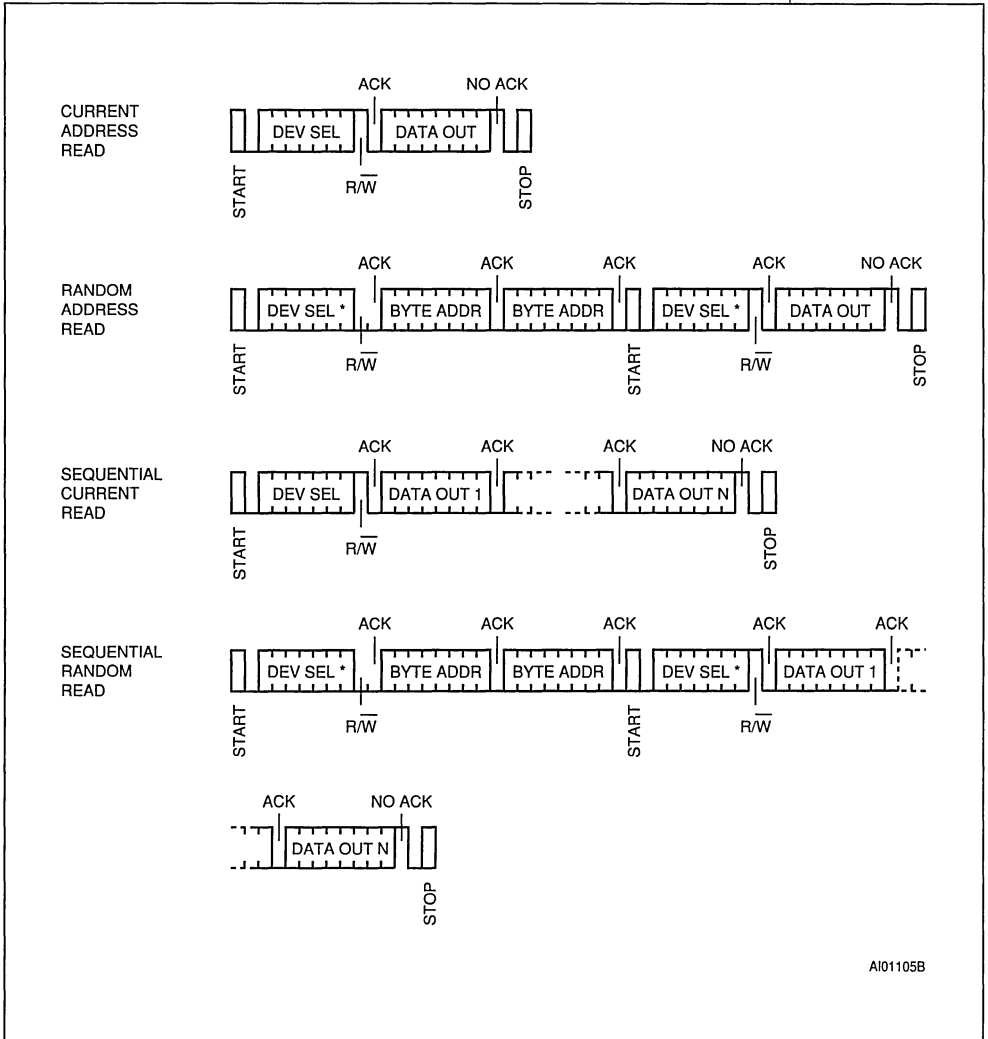 ACK NO ACK
CURRENT
ADDRESS
READ
DEV SEL DATA OUT
START R/W̅ STOP
ACK ACK ACK ACK NO ACK
RANDOM
ADDRESS
READ
DEV SEL * BYTE ADDR BYTE ADDR DEV SEL * DATA OUT
START R/W̅ START R/W̅ STOP
ACK ACK ACK NO ACK
SEQUENTIAL
CURRENT
READ
DEV SEL DATA OUT 1 DATA OUT N
START R/W̅ STOP
ACK ACK ACK ACK ACK
SEQUENTIAL
RANDOM
READ
DEV SEL * BYTE ADDR BYTE ADDR DEV SEL * DATA OUT 1
START R/W̅ START R/W̅
ACK NO ACK
DATA OUT N
STOP
AI01105B